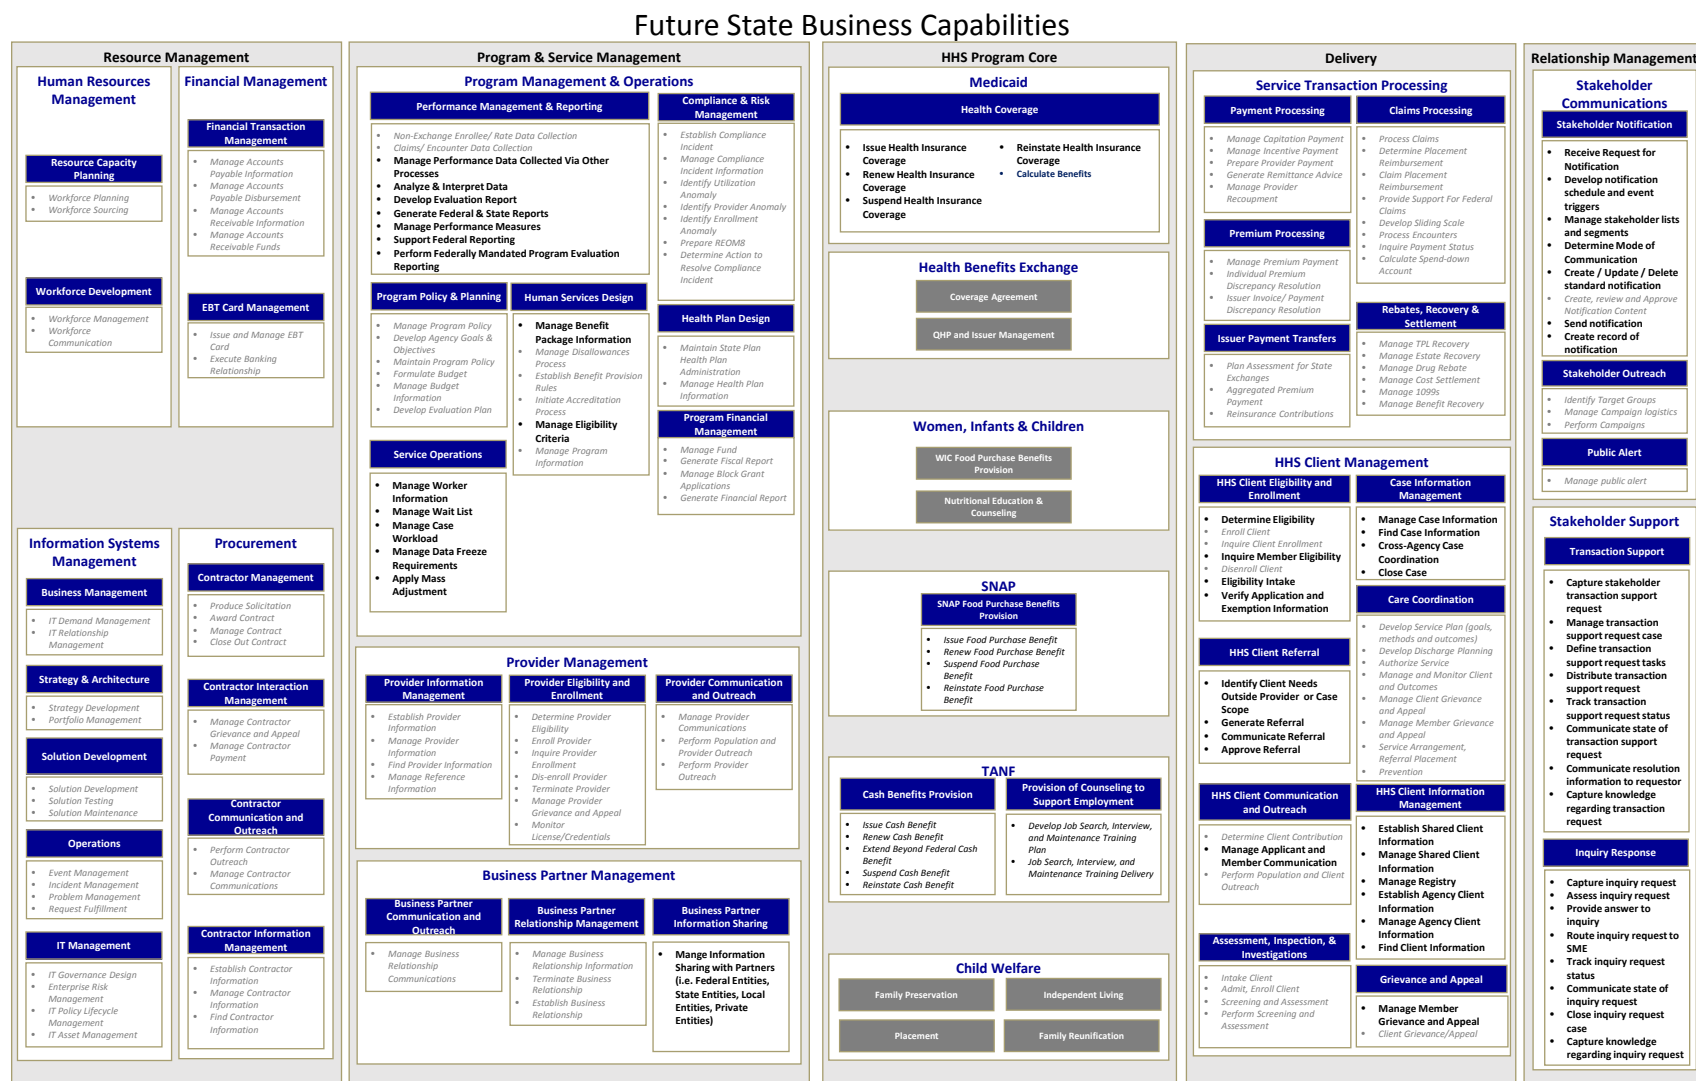 Future State Business Capabilities
Resource Management
Human Resources
Management
Resource Capacity
Planning
• Workforce Planning
• Workforce Sourcing
Workforce Development
• Workforce Management
• Workforce
Communication
Financial Management
Financial Transaction
Management
• Manage Accounts
Payable Information
• Manage Accounts
Payable Disbursement
• Manage Accounts
Receivable Information
• Manage Accounts
Receivable Funds
EBT Card Management
• Issue and Manage EBT
Card
• Execute Banking
Relationship
Information Systems
Management
Business Management
• IT Demand Management
• IT Relationship
Management
Strategy & Architecture
• Strategy Development
• Portfolio Management
Solution Development
• Solution Development
• Solution Testing
• Solution Maintenance
Operations
• Event Management
• Incident Management
• Problem Management
• Request Fulfillment
IT Management
• IT Governance Design
• Enterprise Risk
Management
• IT Policy Lifecycle
Management
• IT Asset Management
Procurement
Contractor Management
• Produce Solicitation
• Award Contract
• Manage Contract
• Close Out Contract
Contractor Interaction
Management
• Manage Contractor
Grievance and Appeal
• Manage Contractor
Payment
Contractor
Communication and
Outreach
• Perform Contractor
Outreach
• Manage Contractor
Communications
Contractor Information
Management
• Establish Contractor
Information
• Manage Contractor
Information
• Find Contractor
Information
Program & Service Management
Program Management & Operations
Performance Management & Reporting
• Non-Exchange Enrollee/ Rate Data Collection
• Claims/ Encounter Data Collection
• Manage Performance Data Collected Via Other
Processes
• Analyze & Interpret Data
• Develop Evaluation Report
• Generate Federal & State Reports
• Manage Performance Measures
• Support Federal Reporting
• Perform Federally Mandated Program Evaluation
Reporting
Compliance & Risk
Management
• Establish Compliance
Incident
• Manage Compliance
Incident Information
• Identify Utilization
Anomaly
• Identify Provider Anomaly
• Identify Enrollment
Anomaly
• Prepare REOMB
• Determine Action to
Resolve Compliance
Incident
Program Policy & Planning
• Manage Program Policy
• Develop Agency Goals &
Objectives
• Maintain Program Policy
• Formulate Budget
• Manage Budget
Information
• Develop Evaluation Plan
Human Services Design
• Manage Benefit
Package Information
• Manage Disallowances
Process
• Establish Benefit Provision
Rules
• Initiate Accreditation
Process
• Manage Eligibility
Criteria
• Manage Program
Information
Health Plan Design
• Maintain State Plan
Health Plan
Administration
• Manage Health Plan
Information
Program Financial
Management
• Manage Fund
• Generate Fiscal Report
• Manage Block Grant
Applications
• Generate Financial Report
Service Operations
• Manage Worker
Information
• Manage Wait List
• Manage Case
Workload
• Manage Data Freeze
Requirements
• Apply Mass
Adjustment
Provider Management
Provider Information
Management
• Establish Provider
Information
• Manage Provider
Information
• Find Provider Information
• Manage Reference
Information
Provider Eligibility and
Enrollment
• Determine Provider
Eligibility
• Enroll Provider
• Inquire Provider
Enrollment
• Dis-enroll Provider
• Terminate Provider
• Manage Provider
Grievance and Appeal
• Monitor
License/Credentials
Provider Communication
and Outreach
• Manage Provider
Communications
• Perform Population and
Provider Outreach
• Perform Provider
Outreach
Business Partner Management
Business Partner
Communication and
Outreach
• Manage Business
Relationship
Communications
Business Partner
Relationship Management
• Manage Business
Relationship Information
• Terminate Business
Relationship
• Establish Business
Relationship
Business Partner
Information Sharing
• Mange Information
Sharing with Partners
(i.e. Federal Entities,
State Entities, Local
Entities, Private
Entities)
HHS Program Core
Medicaid
Health Coverage
• Issue Health Insurance
Coverage
• Renew Health Insurance
Coverage
• Suspend Health Insurance
Coverage
• Reinstate Health Insurance
Coverage
• Calculate Benefits
Health Benefits Exchange
Coverage Agreement
QHP and Issuer Management
Women, Infants & Children
WIC Food Purchase Benefits
Provision
Nutritional Education &
Counseling
SNAP
SNAP Food Purchase Benefits
Provision
• Issue Food Purchase Benefit
• Renew Food Purchase Benefit
• Suspend Food Purchase
Benefit
• Reinstate Food Purchase
Benefit
TANF
Cash Benefits Provision
• Issue Cash Benefit
• Renew Cash Benefit
• Extend Beyond Federal Cash
Benefit
• Suspend Cash Benefit
• Reinstate Cash Benefit
Provision of Counseling to
Support Employment
• Develop Job Search, Interview,
and Maintenance Training
Plan
• Job Search, Interview, and
Maintenance Training Delivery
Child Welfare
Family Preservation
Independent Living
Placement
Family Reunification
Delivery
Service Transaction Processing
Payment Processing
• Manage Capitation Payment
• Manage Incentive Payment
• Prepare Provider Payment
• Generate Remittance Advice
• Manage Provider
Recoupment
Premium Processing
• Manage Premium Payment
• Individual Premium
Discrepancy Resolution
• Issuer Invoice/ Payment
Discrepancy Resolution
Issuer Payment Transfers
• Plan Assessment for State
Exchanges
• Aggregated Premium
Payment
• Reinsurance Contributions
Claims Processing
• Process Claims
• Determine Placement
Reimbursement
• Claim Placement
Reimbursement
• Provide Support For Federal
Claims
• Develop Sliding Scale
• Process Encounters
• Inquire Payment Status
• Calculate Spend-down
Account
Rebates, Recovery &
Settlement
• Manage TPL Recovery
• Manage Estate Recovery
• Manage Drug Rebate
• Manage Cost Settlement
• Manage 1099s
• Manage Benefit Recovery
HHS Client Management
HHS Client Eligibility and
Enrollment
• Determine Eligibility
• Enroll Client
• Inquire Client Enrollment
• Inquire Member Eligibility
• Disenroll Client
• Eligibility Intake
• Verify Application and
Exemption Information
Case Information
Management
• Manage Case Information
• Find Case Information
• Cross-Agency Case
Coordination
• Close Case
HHS Client Referral
• Identify Client Needs
Outside Provider or Case
Scope
• Generate Referral
• Communicate Referral
• Approve Referral
Care Coordination
• Develop Service Plan (goals,
methods and outcomes)
• Develop Discharge Planning
• Authorize Service
• Manage and Monitor Client
and Outcomes
• Manage Client Grievance
and Appeal
• Manage Member Grievance
and Appeal
• Service Arrangement,
Referral Placement
• Prevention
HHS Client Communication
and Outreach
• Determine Client Contribution
• Manage Applicant and
Member Communication
• Perform Population and Client
Outreach
HHS Client Information
Management
• Establish Shared Client
Information
• Manage Shared Client
Information
• Manage Registry
• Establish Agency Client
Information
• Manage Agency Client
Information
• Find Client Information
Assessment, Inspection, &
Investigations
• Intake Client
• Admit, Enroll Client
• Screening and Assessment
• Perform Screening and
Assessment
Grievance and Appeal
• Manage Member
Grievance and Appeal
• Client Grievance/Appeal
Relationship Management
Stakeholder
Communications
Stakeholder Notification
• Receive Request for
Notification
• Develop notification
schedule and event
triggers
• Manage stakeholder lists
and segments
• Determine Mode of
Communication
• Create / Update / Delete
standard notification
• Create, review and Approve
Notification Content
• Send notification
• Create record of
notification
Stakeholder Outreach
• Identify Target Groups
• Manage Campaign logistics
• Perform Campaigns
Public Alert
• Manage public alert
Stakeholder Support
Transaction Support
• Capture stakeholder
transaction support
request
• Manage transaction
support request case
• Define transaction
support request tasks
• Distribute transaction
support request
• Track transaction
support request status
• Communicate state of
transaction support
request
• Communicate resolution
information to requestor
• Capture knowledge
regarding transaction
request
Inquiry Response
• Capture inquiry request
• Assess inquiry request
• Provide answer to
inquiry
• Route inquiry request to
SME
• Track inquiry request
status
• Communicate state of
inquiry request
• Close inquiry request
case
• Capture knowledge
regarding inquiry request